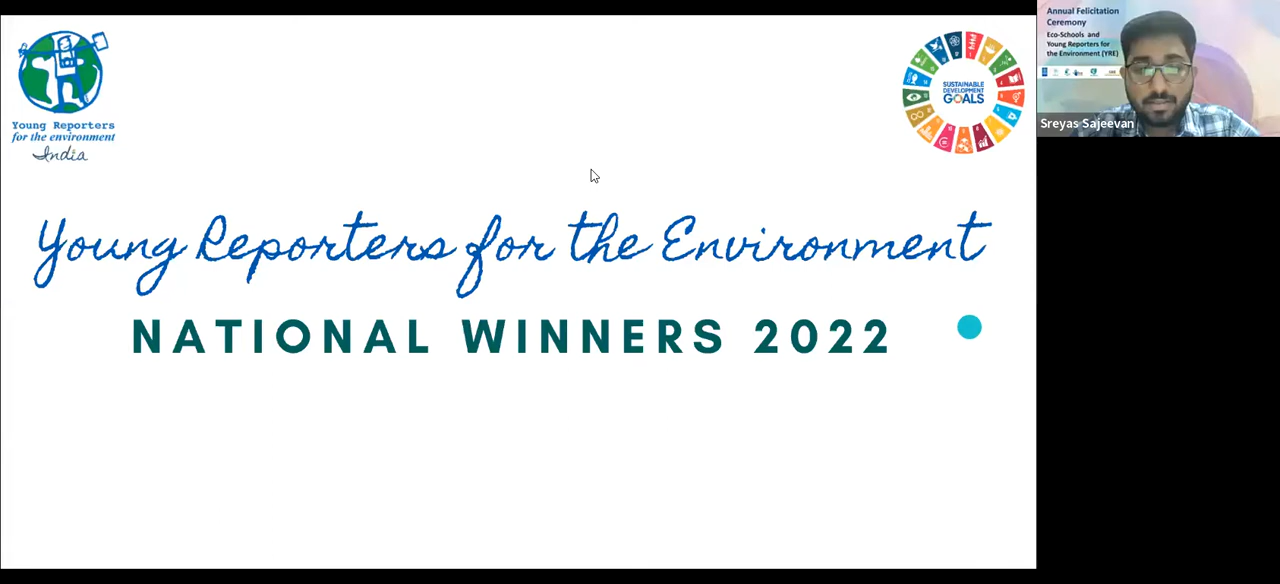 Young Reporters
for the environment
India
SUSTAINABLE
DEVELOPMENT
GOALS
Young Reporters for the Environment
NATIONAL WINNERS 2022
Annual Felicitation
Ceremony
Eco-Schools and
Young Reporters for
the Environment (YRE)
Sreyas Sajeevan